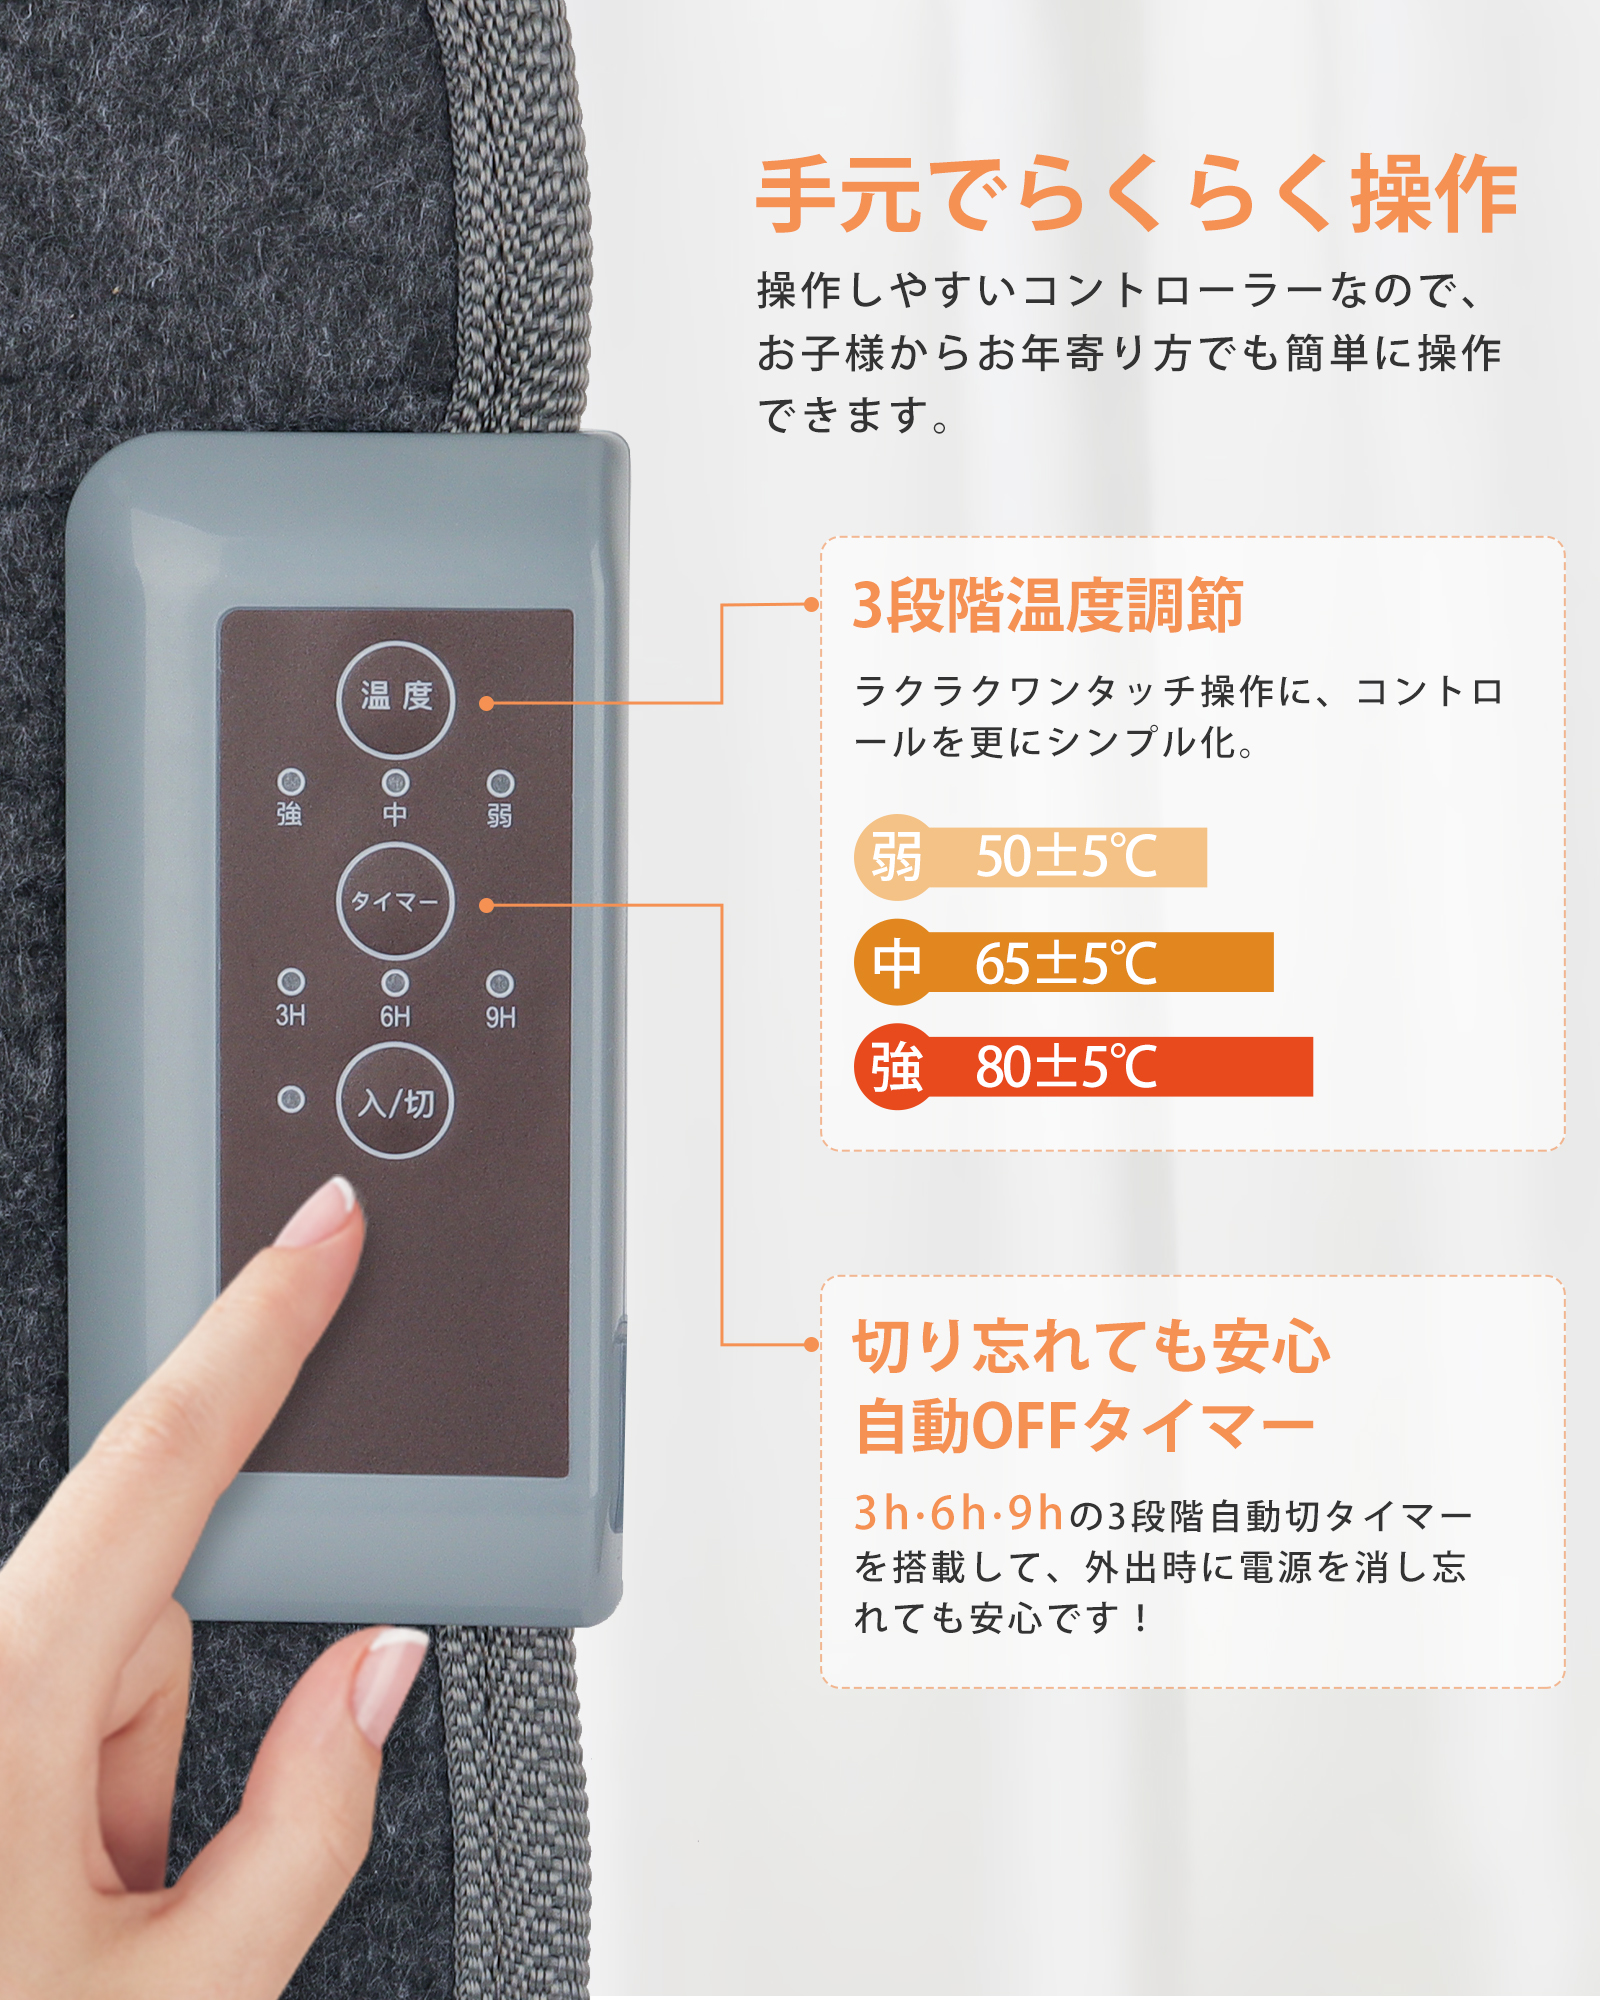 手元でらくらく操作
操作しやすいコントローラーなので、
お子様からお年寄り方でも簡単に操作
できます。
温度
強 中 弱
タイマー
3H 6H 9H
入/切
3段階温度調節
ラクラクワンタッチ操作に、コントロ
ールを更にシンプル化。
弱 50±5℃
中 65±5℃
強 80±5℃
切り忘れても安心
自動OFFタイマー
3h·6h·9hの3段階自動切タイマー
を搭載して、外出時に電源を消し忘
れても安心です！